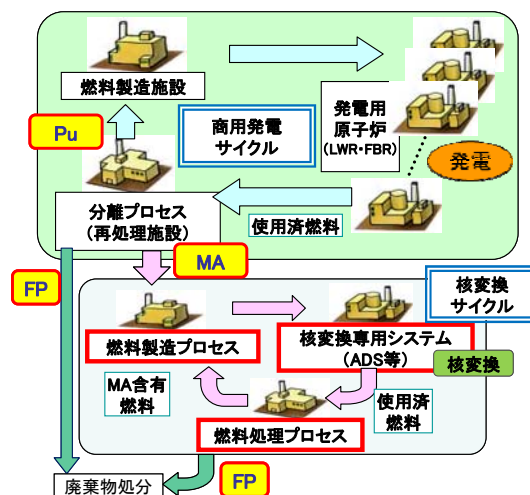 燃料製造施設
Pu
商用発電
サイクル
発電用
原子炉
(LWR・FBR)
発電
分離プロセス
(再処理施設)
使用済燃料
MA
FP
核変換
サイクル
燃料製造プロセス
核変換専用システム
(ADS等)
核変換
MA含有
燃料
使用済
燃料
燃料処理プロセス
FP
廃棄物処分